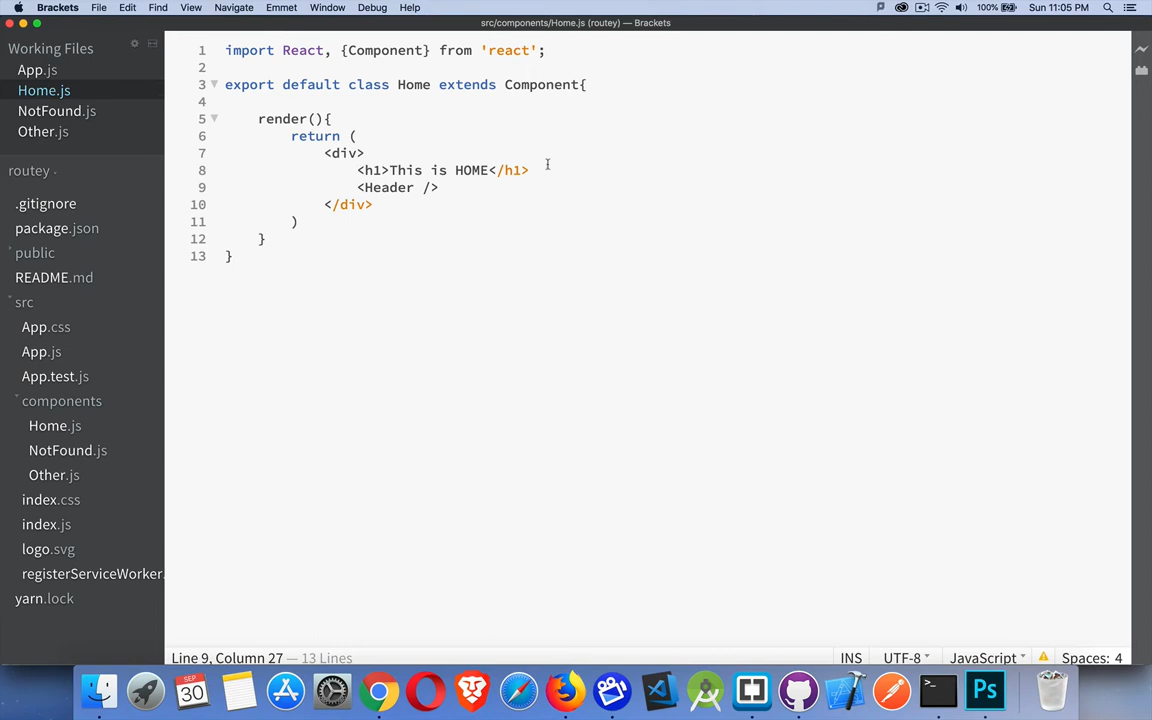 Brackets File Edit Find View Navigate Emmet Window Debug Help 100% Sun 11:05 PM
src/components/Home.js (routey) — Brackets
Working Files
App.js
Home.js
NotFound.js
Other.js
routey
.gitignore
package.json
public
README.md
src
App.css
App.js
App.test.js
components
Home.js
NotFound.js
Other.js
index.css
index.js
logo.svg
registerServiceWorker.
yarn.lock
1 import React, {Component} from 'react';
2
3 export default class Home extends Component{
4
5 render(){
6 return (
7 <div>
8 <h1>This is HOME</h1>
9 <Header />
10 </div>
11 )
12 }
13 }
Line 9, Column 27 — 13 Lines INS UTF-8 JavaScript Spaces: 4
SEP
30
>_
Ps